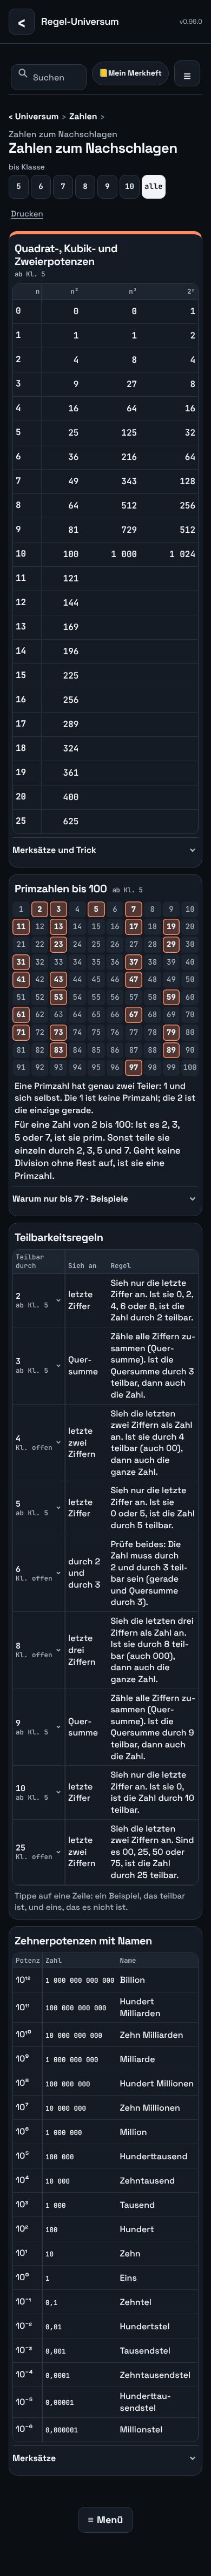 < Regel-Universum v0.96.0
Suchen 📒Mein Merkheft ≡
< Universum > Zahlen >
Zahlen zum Nachschlagen
Zahlen zum Nachschlagen
bis Klasse
5 6 7 8 9 10 alle
Drucken
Quadrat-, Kubik- und
Zweierpotenzen
ab Kl. 5
n n² n³ 2ⁿ
0 0 0 1
1 1 1 2
2 4 8 4
3 9 27 8
4 16 64 16
5 25 125 32
6 36 216 64
7 49 343 128
8 64 512 256
9 81 729 512
10 100 1 000 1 024
11 121
12 144
13 169
14 196
15 225
16 256
17 289
18 324
19 361
20 400
25 625
Merksätze und Trick
Primzahlen bis 100 ab Kl. 5
1 2 3 4 5 6 7 8 9 10
11 12 13 14 15 16 17 18 19 20
21 22 23 24 25 26 27 28 29 30
31 32 33 34 35 36 37 38 39 40
41 42 43 44 45 46 47 48 49 50
51 52 53 54 55 56 57 58 59 60
61 62 63 64 65 66 67 68 69 70
71 72 73 74 75 76 77 78 79 80
81 82 83 84 85 86 87 88 89 90
91 92 93 94 95 96 97 98 99 100
Eine Primzahl hat genau zwei Teiler: 1 und
sich selbst. Die 1 ist keine Primzahl; die 2 ist
die einzige gerade.
Für eine Zahl von 2 bis 100: Ist es 2, 3,
5 oder 7, ist sie prim. Sonst teile sie
einzeln durch 2, 3, 5 und 7. Geht keine
Division ohne Rest auf, ist sie eine
Primzahl.
Warum nur bis 7? · Beispiele
Teilbarkeitsregeln
Teilbar
durch Sieh an Regel
2
ab Kl. 5
letzte
Ziffer
Sieh nur die letzte
Ziffer an. Ist sie 0, 2,
4, 6 oder 8, ist die
Zahl durch 2 teilbar.
3
ab Kl. 5
Quer-
summe
Zähle alle Ziffern zu-
sammen (Quer-
summe). Ist die
Quersumme durch 3
teilbar, dann auch
die Zahl.
4
Kl. offen
letzte
zwei
Ziffern
Sieh die letzten
zwei Ziffern als Zahl
an. Ist sie durch 4
teilbar (auch 00),
dann auch die
ganze Zahl.
5
ab Kl. 5
letzte
Ziffer
Sieh nur die letzte
Ziffer an. Ist sie
0 oder 5, ist die Zahl
durch 5 teilbar.
6
Kl. offen
durch 2
und
durch 3
Prüfe beides: Die
Zahl muss durch
2 und durch 3 teil-
bar sein (gerade
und Quersumme
durch 3).
8
Kl. offen
letzte
drei
Ziffern
Sieh die letzten drei
Ziffern als Zahl an.
Ist sie durch 8 teil-
bar (auch 000),
dann auch die
ganze Zahl.
9
ab Kl. 5
Quer-
summe
Zähle alle Ziffern zu-
sammen (Quer-
summe). Ist die
Quersumme durch 9
teilbar, dann auch
die Zahl.
10
ab Kl. 5
letzte
Ziffer
Sieh nur die letzte
Ziffer an. Ist sie 0,
ist die Zahl durch 10
teilbar.
25
Kl. offen
letzte
zwei
Ziffern
Sieh die letzten
zwei Ziffern an. Sind
es 00, 25, 50 oder
75, ist die Zahl
durch 25 teilbar.
Tippe auf eine Zeile: ein Beispiel, das teilbar
ist, und eins, das es nicht ist.
Zehnerpotenzen mit Namen
Potenz Zahl Name
10¹² 1 000 000 000 000 Billion
10¹¹ 100 000 000 000 Hundert
Milliarden
10¹⁰ 10 000 000 000 Zehn Milliarden
10⁹ 1 000 000 000 Milliarde
10⁸ 100 000 000 Hundert Millionen
10⁷ 10 000 000 Zehn Millionen
10⁶ 1 000 000 Million
10⁵ 100 000 Hunderttausend
10⁴ 10 000 Zehntausend
10³ 1 000 Tausend
10² 100 Hundert
10¹ 10 Zehn
10⁰ 1 Eins
10⁻¹ 0,1 Zehntel
10⁻² 0,01 Hundertstel
10⁻³ 0,001 Tausendstel
10⁻⁴ 0,0001 Zehntausendstel
10⁻⁵ 0,00001 Hunderttau-
sendstel
10⁻⁶ 0,000001 Millionstel
Merksätze
≡ Menü